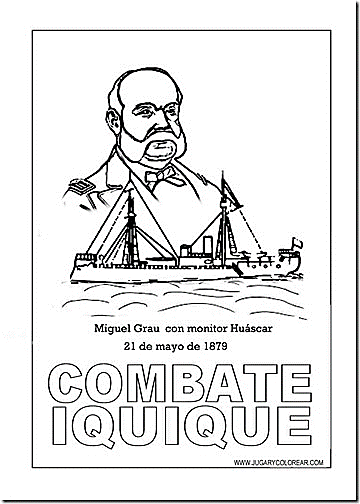 Miguel Grau con monitor Huáscar
21 de mayo de 1879
COMBATE
IQUIQUE
WWW.JUGARYCOLOREAR.COM